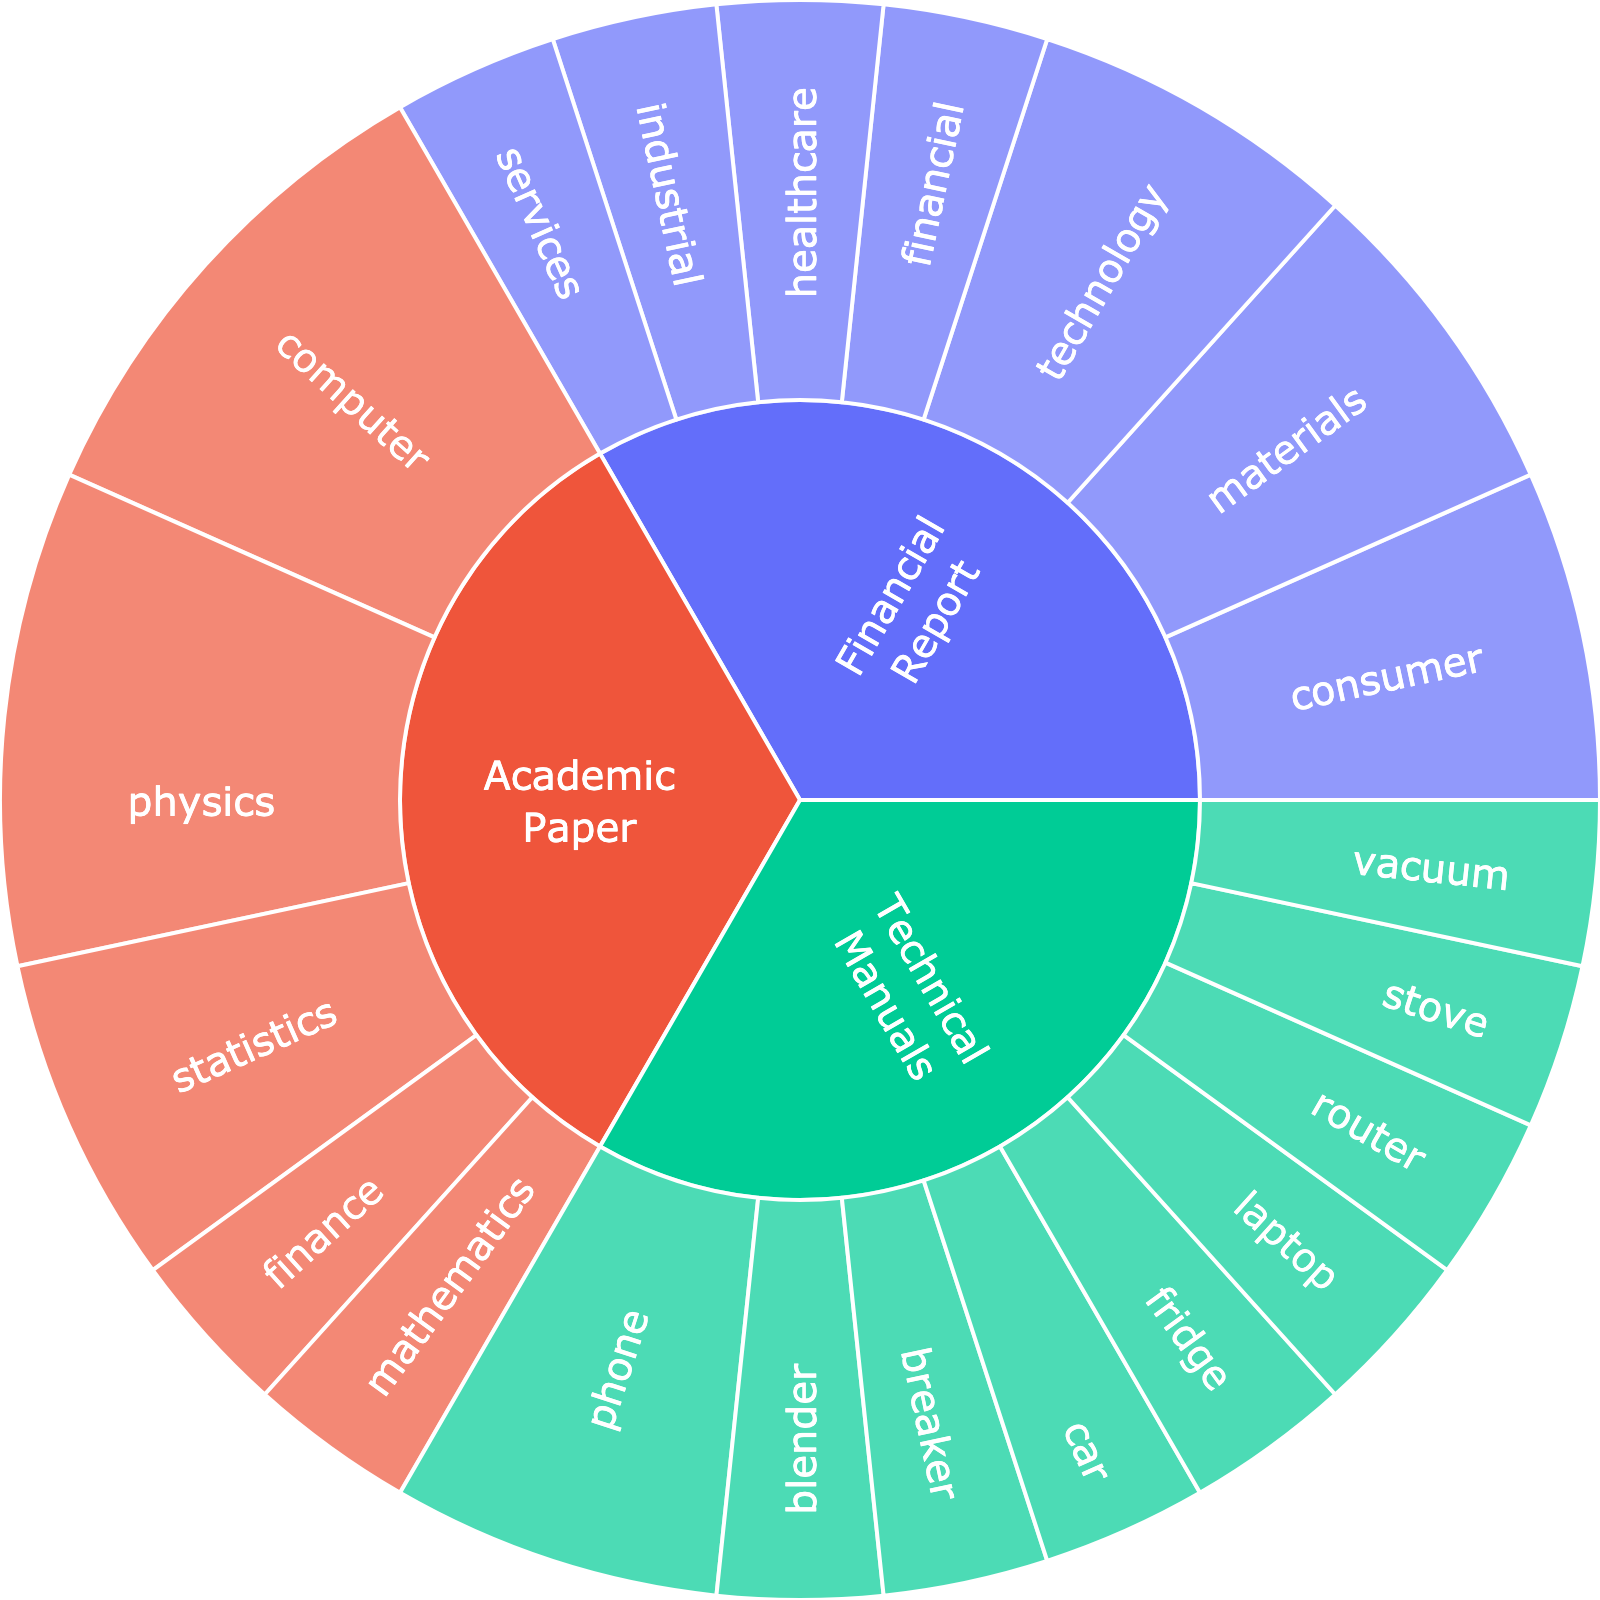 services
industrial
healthcare
financial
technology
materials
consumer
computer
physics
statistics
finance
mathematics
Financial
Report
Academic
Paper
Technical
Manuals
vacuum
stove
router
laptop
fridge
car
breaker
blender
phone